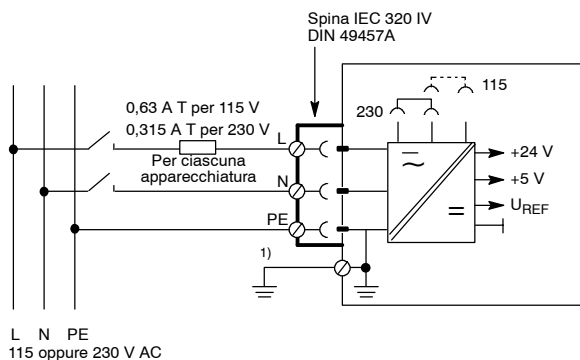 Spina IEC 320 IV
DIN 49457A
115
230
0,63 A T per 115 V
0,315 A T per 230 V
Per ciascuna
apparecchiatura
L
N
PE
~
=
+24 V
+5 V
UREF
1)
L N PE
115 oppure 230 V AC